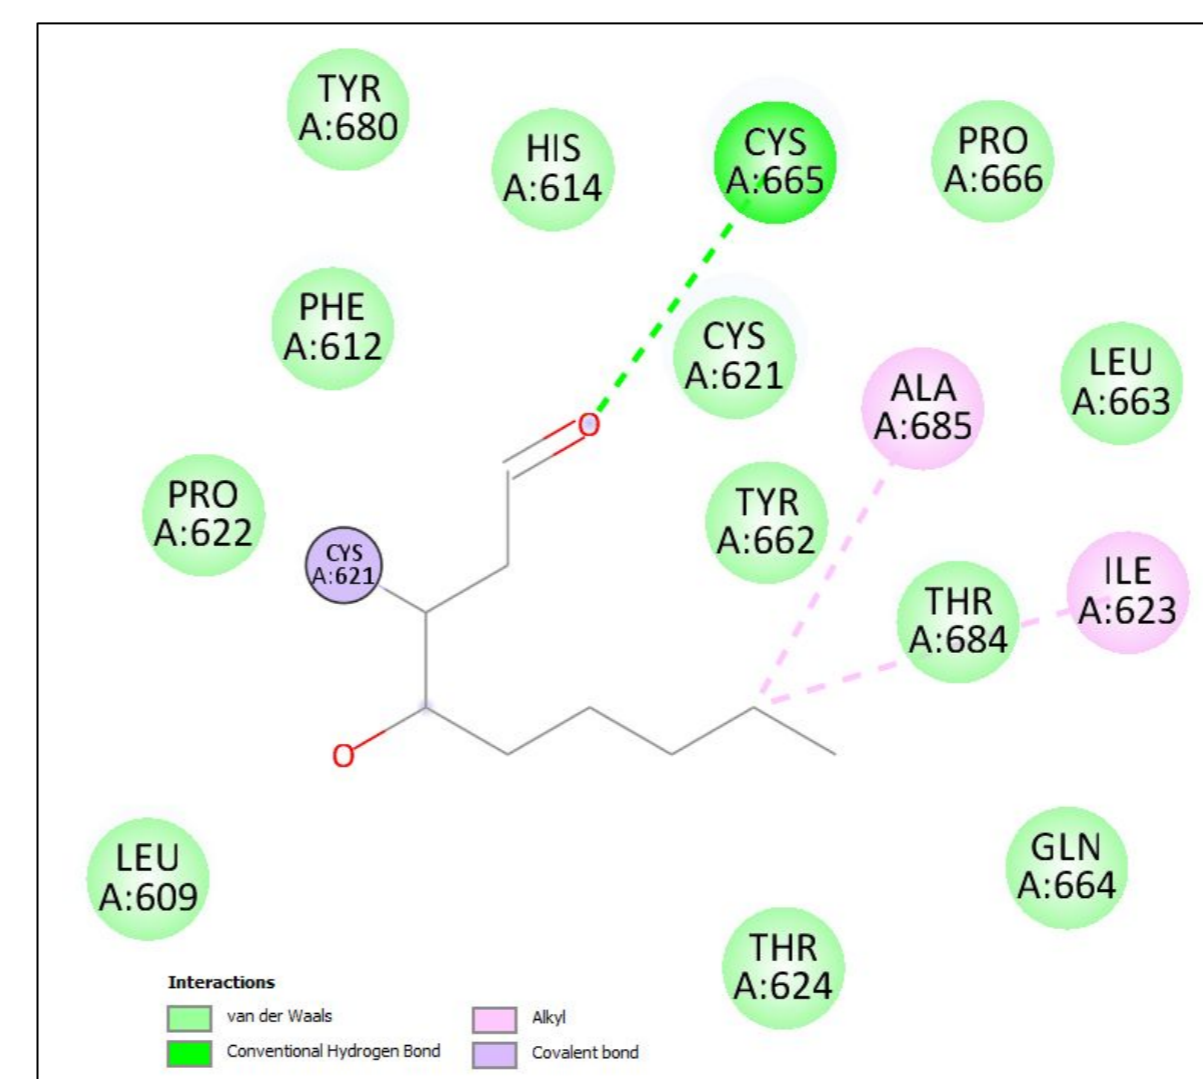 TYR
A:680
HIS
A:614
CYS
A:665
PRO
A:666
PHE
A:612
CYS
A:621
ALA
A:685
LEU
A:663
O
PRO
A:622
CYS
A:621
TYR
A:662
THR
A:684
ILE
A:623
O
LEU
A:609
GLN
A:664
THR
A:624
Interactions
van der Waals
Conventional Hydrogen Bond
Alkyl
Covalent bond